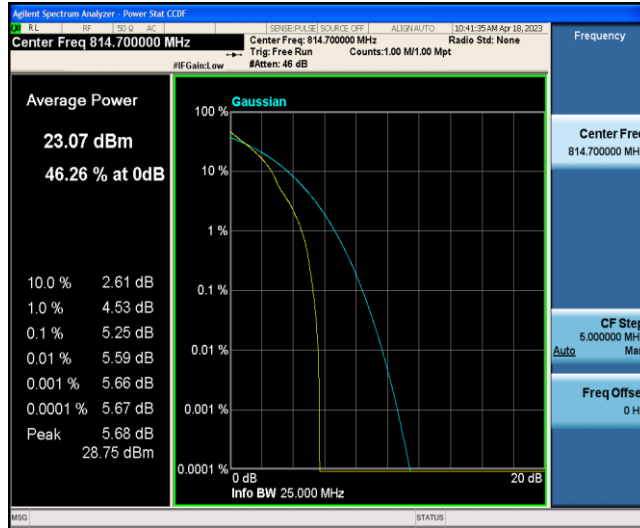 Agilent Spectrum Analyzer - Power Stat CCDF
RL RF 50 Ω AC SENSE:PULSE SOURCE OFF ALIGN AUTO 10:41:35 AM Apr 18, 2023
Center Freq 814.700000 MHz
Center Freq: 814.700000 MHz Radio Std: None
Trig: Free Run Counts:1.00 M/1.00 Mpt
#IFGain:Low #Atten: 46 dB
Frequency
Average Power
23.07 dBm
46.26 % at 0dB
10.0 % 2.61 dB
1.0 % 4.53 dB
0.1 % 5.25 dB
0.01 % 5.59 dB
0.001 % 5.66 dB
0.0001 % 5.67 dB
Peak 5.68 dB
28.75 dBm
Gaussian
100 %
10 %
1 %
0.1 %
0.01 %
0.001 %
0.0001 %
0 dB 20 dB
Info BW 25.000 MHz
Center Fre
814.700000 MH
CF Step
5.000000 MH
Auto Ma
Freq Offse
0 H
MSG STATUS